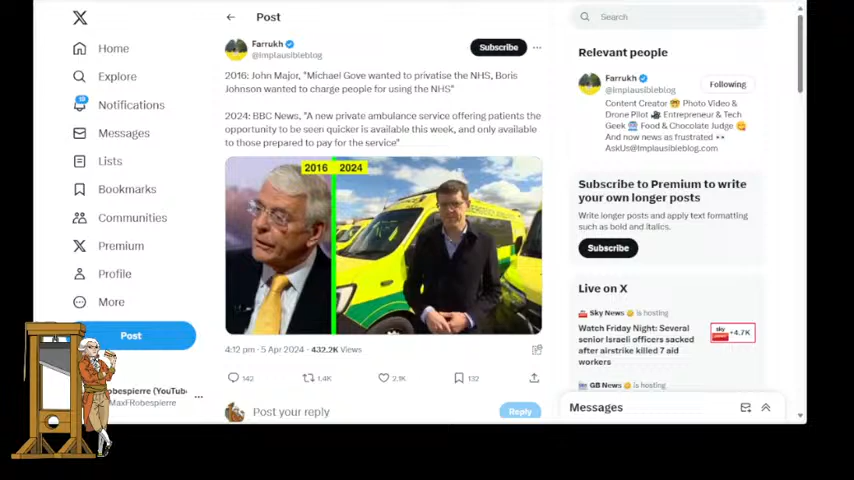 Home
Explore
10
Notifications
Messages
Lists
Bookmarks
Communities
Premium
Profile
More
Post
obespierre (YouTub
MaxFRobespierre
Post
Farrukh
@implausibleblog
Subscribe
2016: John Major, "Michael Gove wanted to privatise the NHS, Boris
Johnson wanted to charge people for using the NHS"
2024: BBC News, "A new private ambulance service offering patients the
opportunity to be seen quicker is available this week, and only available
to those prepared to pay for the service"
2016 2024
4:12 pm · 5 Apr 2024 · 432.2K Views
142 1.4K 2.1K 132
Post your reply
Reply
Search
Relevant people
Farrukh
@implausibleblog
Following
Content Creator Photo Video &
Drone Pilot Entrepreneur & Tech
Geek Food & Chocolate Judge
And now news as frustrated
AskUs@implausibleblog.com
Subscribe to Premium to write
your own longer posts
Write longer posts and apply text formatting
such as bold and italics.
Subscribe
Live on X
Sky News is hosting
Watch Friday Night: Several
senior Israeli officers sacked
after airstrike killed 7 aid
workers
+4.7K
GB News is hosting
Messages